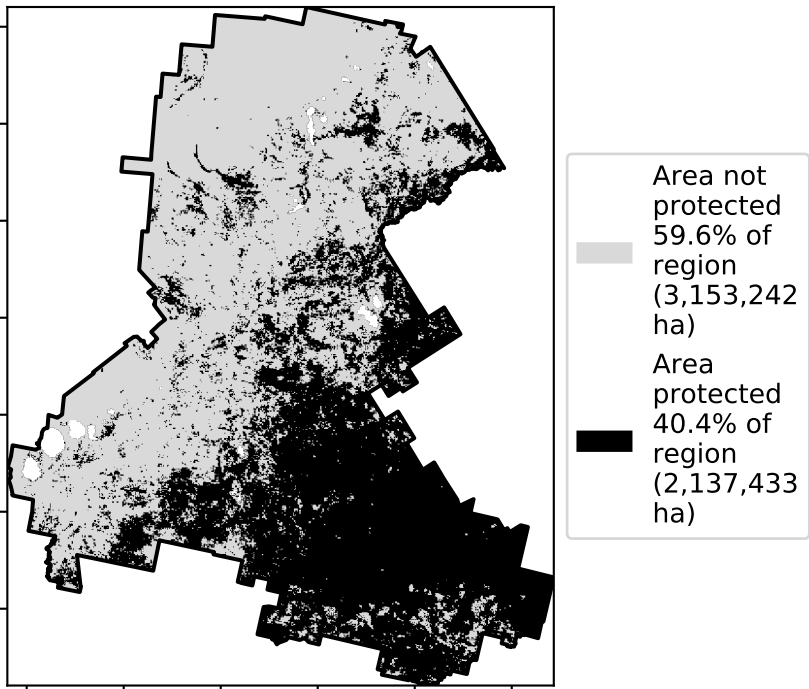 Area not
protected
59.6% of
region
(3,153,242
ha)
Area
protected
40.4% of
region
(2,137,433
ha)